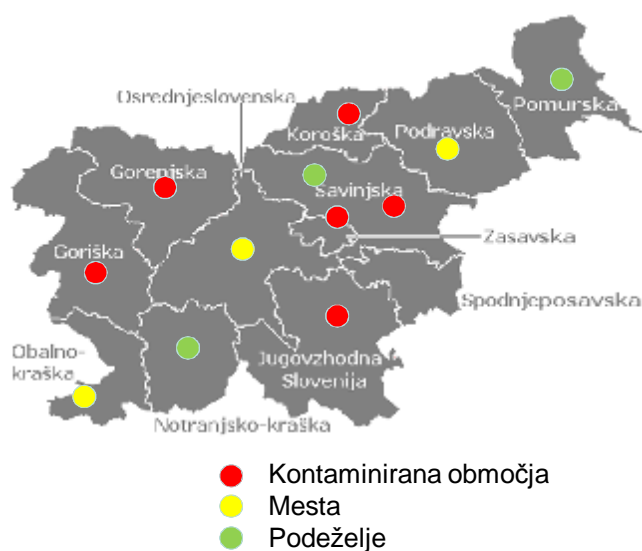 Osrednjeslovenska
Pomurska
Koroška
Podravska
Gorenjska
Savinjska
Goriška
Zasavska
Spodnjeposavska
Obalno-
kraška
Jugovzhodna
Slovenija
Notranjsko-kraška
Kontaminirana območja
Mesta
Podeželje